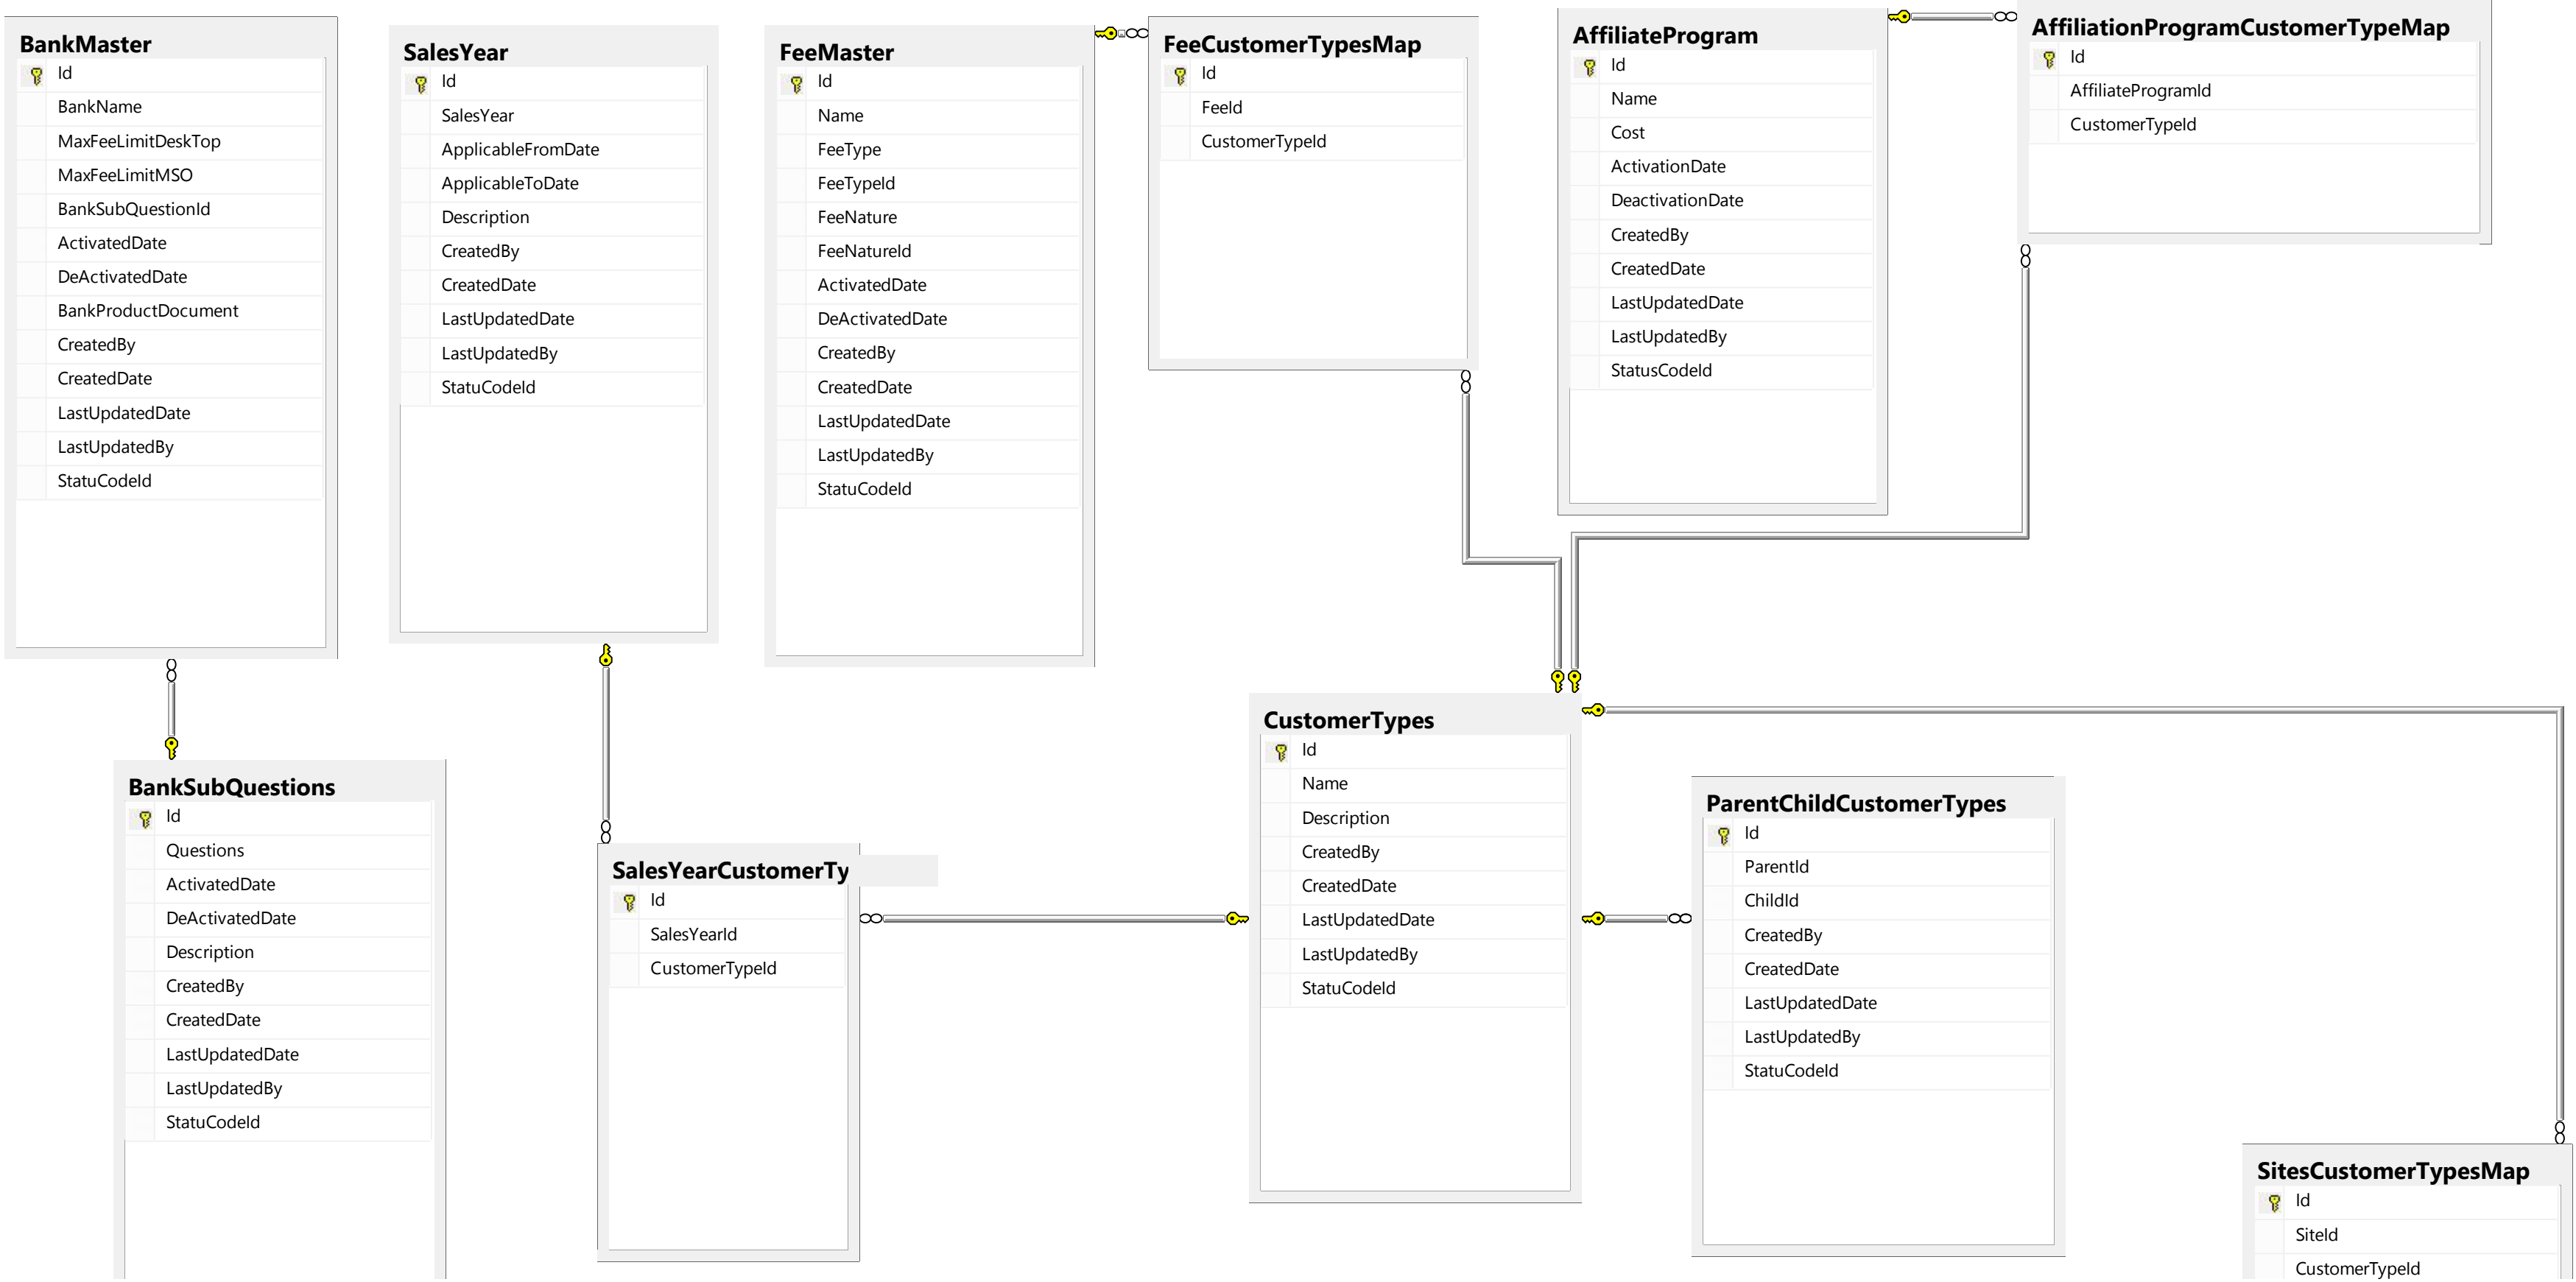 BankMaster
Id
BankName
MaxFeeLimitDeskTop
MaxFeeLimitMSO
BankSubQuestionId
ActivatedDate
DeActivatedDate
BankProductDocument
CreatedBy
CreatedDate
LastUpdatedDate
LastUpdatedBy
StatuCodeId
SalesYear
Id
SalesYear
ApplicableFromDate
ApplicableToDate
Description
CreatedBy
CreatedDate
LastUpdatedDate
LastUpdatedBy
StatuCodeId
FeeMaster
Id
Name
FeeType
FeeTypeId
FeeNature
FeeNatureId
ActivatedDate
DeActivatedDate
CreatedBy
CreatedDate
LastUpdatedDate
LastUpdatedBy
StatuCodeId
FeeCustomerTypesMap
Id
FeeId
CustomerTypeId
AffiliateProgram
Id
Name
Cost
ActivationDate
DeactivationDate
CreatedBy
CreatedDate
LastUpdatedDate
LastUpdatedBy
StatusCodeId
AffiliationProgramCustomerTypeMap
Id
AffiliateProgramId
CustomerTypeId
BankSubQuestions
Id
Questions
ActivatedDate
DeActivatedDate
Description
CreatedBy
CreatedDate
LastUpdatedDate
LastUpdatedBy
StatuCodeId
SalesYearCustomerTy
Id
SalesYearId
CustomerTypeId
CustomerTypes
Id
Name
Description
CreatedBy
CreatedDate
LastUpdatedDate
LastUpdatedBy
StatuCodeId
ParentChildCustomerTypes
Id
ParentId
ChildId
CreatedBy
CreatedDate
LastUpdatedDate
LastUpdatedBy
StatuCodeId
SitesCustomerTypesMap
Id
SiteId
CustomerTypeId